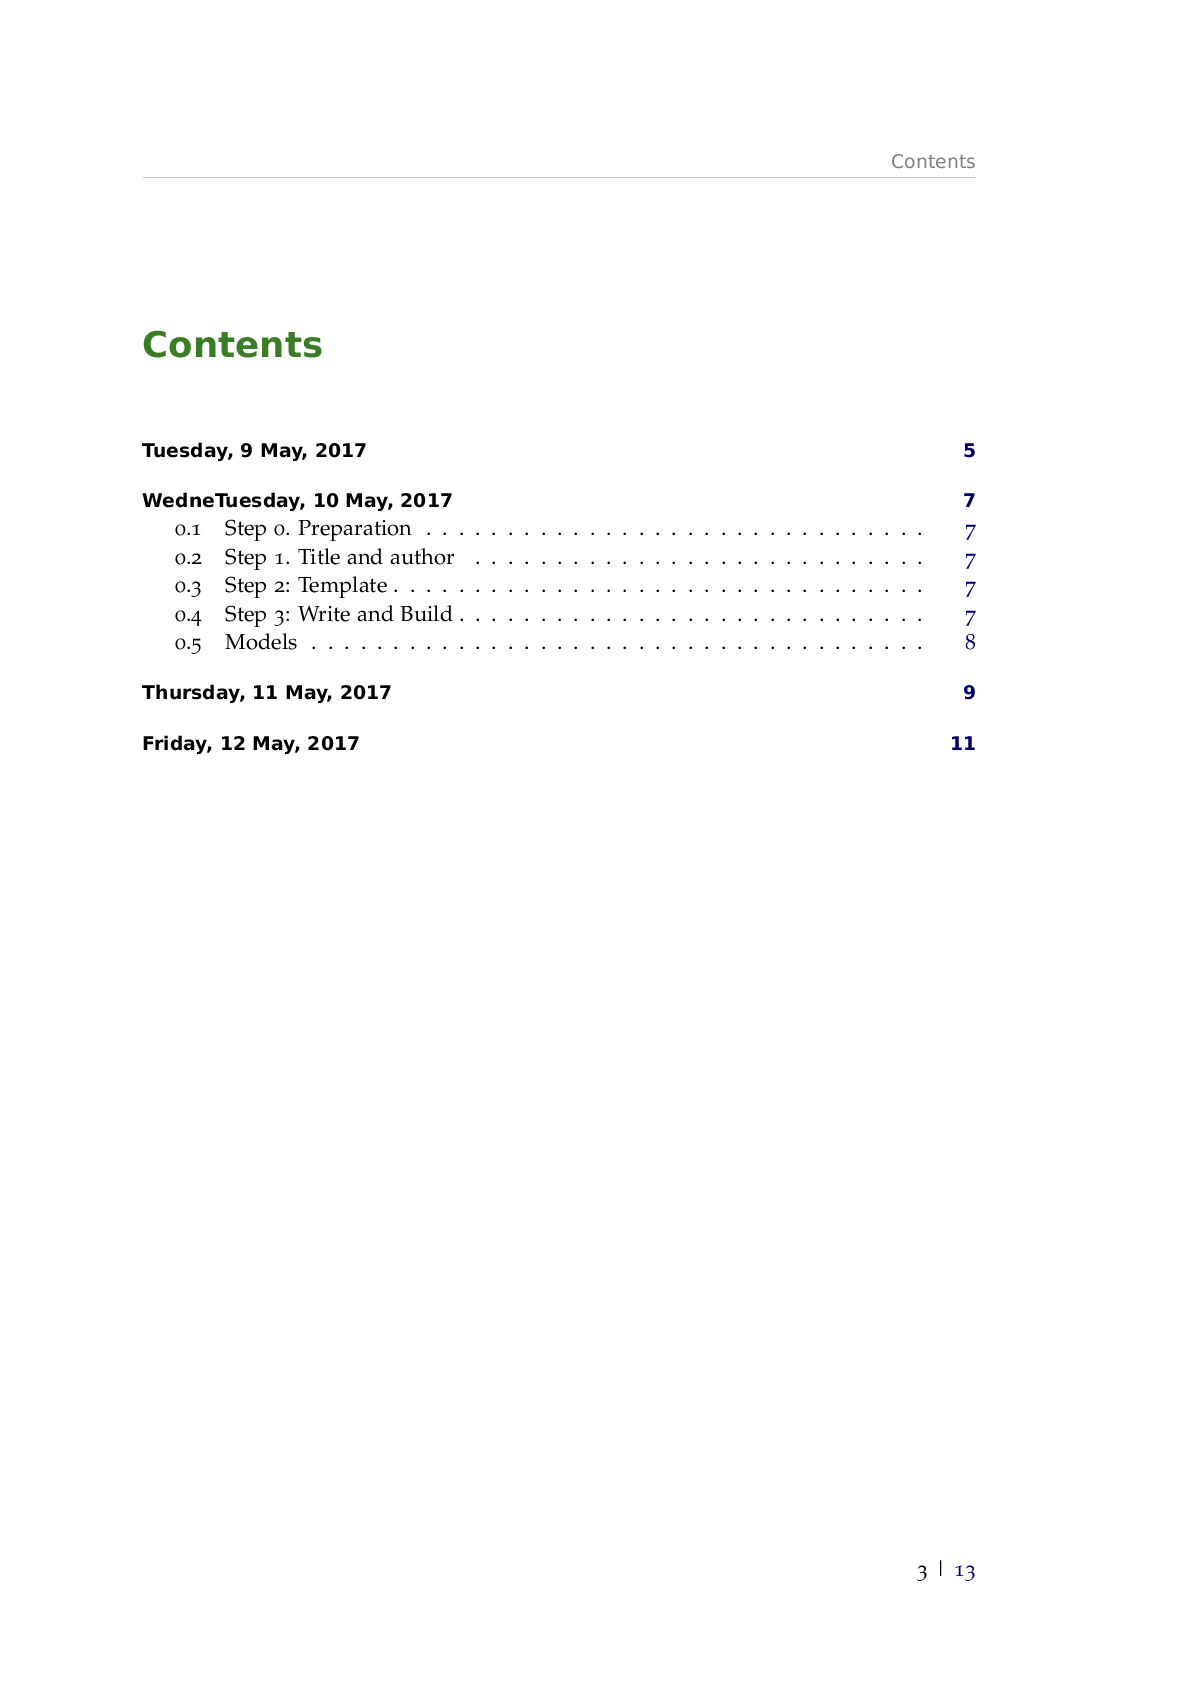 Contents
Contents
Tuesday, 9 May, 2017 5
WedneTuesday, 10 May, 2017 7
0.1 Step 0. Preparation . . . . . . . . . . . . . . . . . . . . . . . . . . . . . . . 7
0.2 Step 1. Title and author . . . . . . . . . . . . . . . . . . . . . . . . . . . . 7
0.3 Step 2: Template . . . . . . . . . . . . . . . . . . . . . . . . . . . . . . . . . 7
0.4 Step 3: Write and Build . . . . . . . . . . . . . . . . . . . . . . . . . . . . . 7
0.5 Models . . . . . . . . . . . . . . . . . . . . . . . . . . . . . . . . . . . . . . 8
Thursday, 11 May, 2017 9
Friday, 12 May, 2017 11
3 | 13